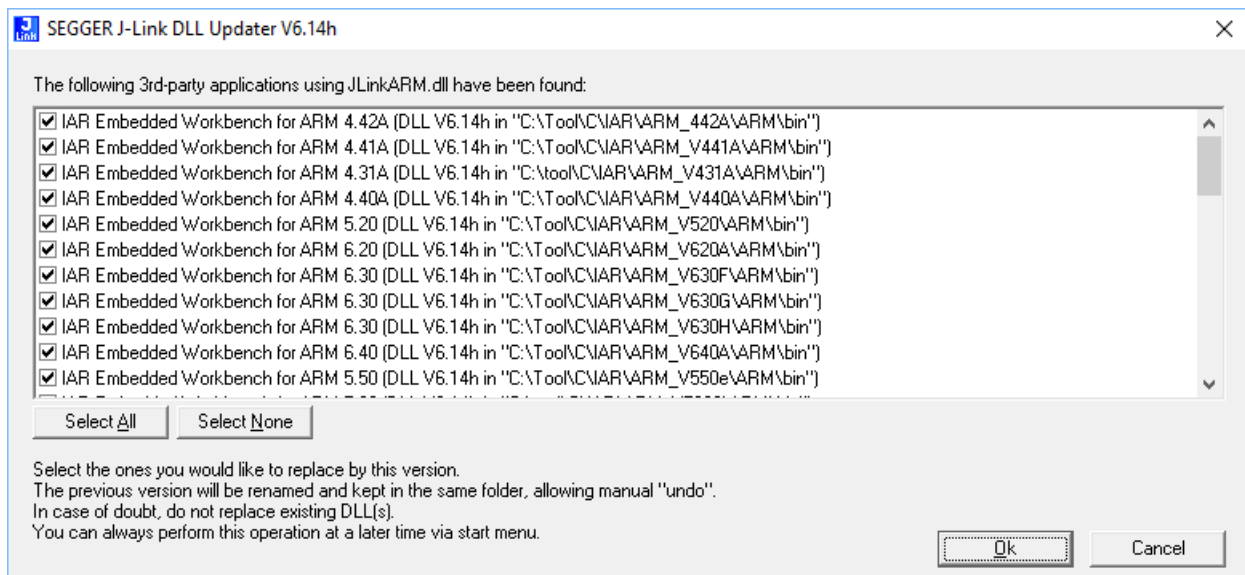 J
Link
SEGGER J-Link DLL Updater V6.14h
The following 3rd-party applications using JLinkARM.dll have been found:
IAR Embedded Workbench for ARM 4.42A (DLL V6.14h in "C:\Tool\C\IAR\ARM_442A\ARM\bin")
IAR Embedded Workbench for ARM 4.41A (DLL V6.14h in "C:\Tool\C\IAR\ARM_V441A\ARM\bin")
IAR Embedded Workbench for ARM 4.31A (DLL V6.14h in "C:\tool\C\IAR\ARM_V431A\ARM\bin")
IAR Embedded Workbench for ARM 4.40A (DLL V6.14h in "C:\Tool\C\IAR\ARM_V440A\ARM\bin")
IAR Embedded Workbench for ARM 5.20 (DLL V6.14h in "C:\Tool\C\IAR\ARM_V520\ARM\bin")
IAR Embedded Workbench for ARM 6.20 (DLL V6.14h in "C:\Tool\C\IAR\ARM_V620A\ARM\bin")
IAR Embedded Workbench for ARM 6.30 (DLL V6.14h in "C:\Tool\C\IAR\ARM_V630F\ARM\bin")
IAR Embedded Workbench for ARM 6.30 (DLL V6.14h in "C:\Tool\C\IAR\ARM_V630G\ARM\bin")
IAR Embedded Workbench for ARM 6.30 (DLL V6.14h in "C:\Tool\C\IAR\ARM_V630H\ARM\bin")
IAR Embedded Workbench for ARM 6.40 (DLL V6.14h in "C:\Tool\C\IAR\ARM_V640A\ARM\bin")
IAR Embedded Workbench for ARM 5.50 (DLL V6.14h in "C:\Tool\C\IAR\ARM_V550e\ARM\bin")
Select All Select None
Select the ones you would like to replace by this version.
The previous version will be renamed and kept in the same folder, allowing manual "undo".
In case of doubt, do not replace existing DLL(s).
You can always perform this operation at a later time via start menu.
Ok Cancel